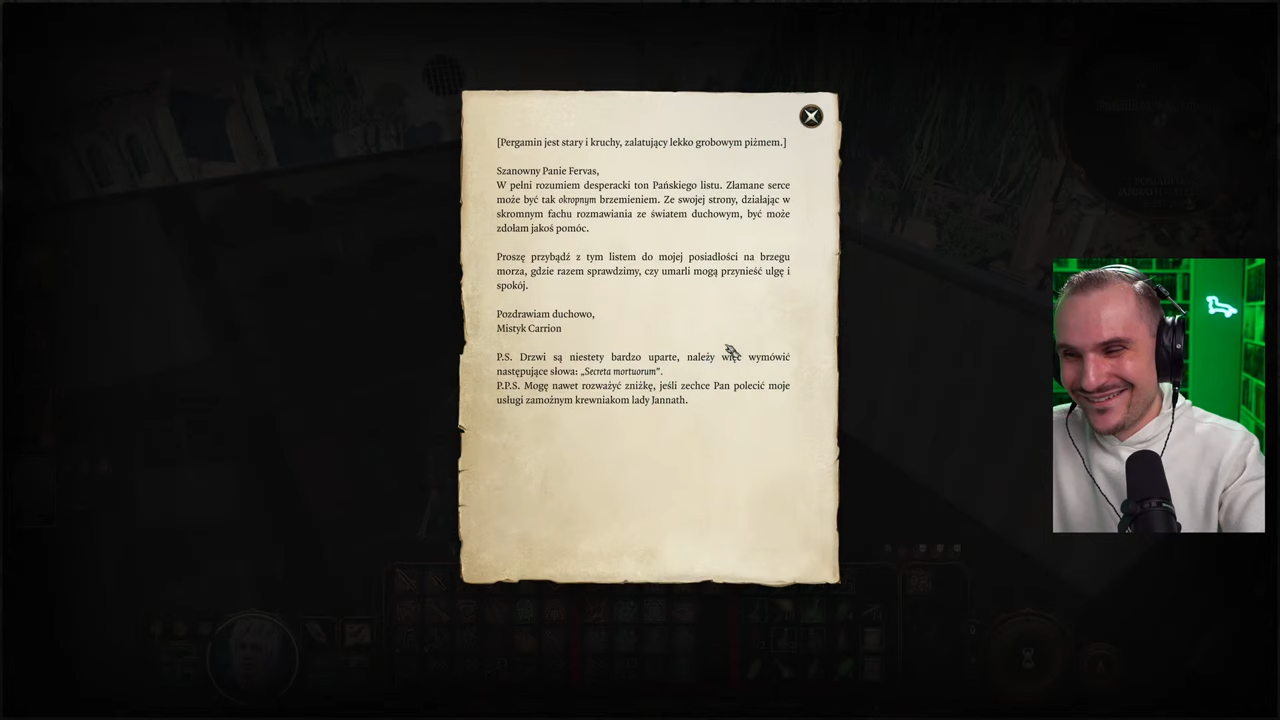 [Pergamin jest stary i kruchy, zalatujący lekko grobowym piżmem.]
Szanowny Panie Fervas,
W pełni rozumiem desperacki ton Pańskiego listu. Złamane serce
może być tak okropnym brzemieniem. Ze swojej strony, działając w
skromnym fachu rozmawiania ze światem duchowym, być może
zdołam jakoś pomóc.
Proszę przybądź z tym listem do mojej posiadłości na brzegu
morza, gdzie razem sprawdzimy, czy umarli mogą przynieść ulgę i
spokój.
Pozdrawiam duchowo,
Mistyk Carrion
P.S. Drzwi są niestety bardzo uparte, należy więc wymówić
następujące słowa: „Secreta mortuorum”.
P.P.S. Mogę nawet rozważyć zniżkę, jeśli zechce Pan polecić moje
usługi zamożnym krewniakom lady Jannath.